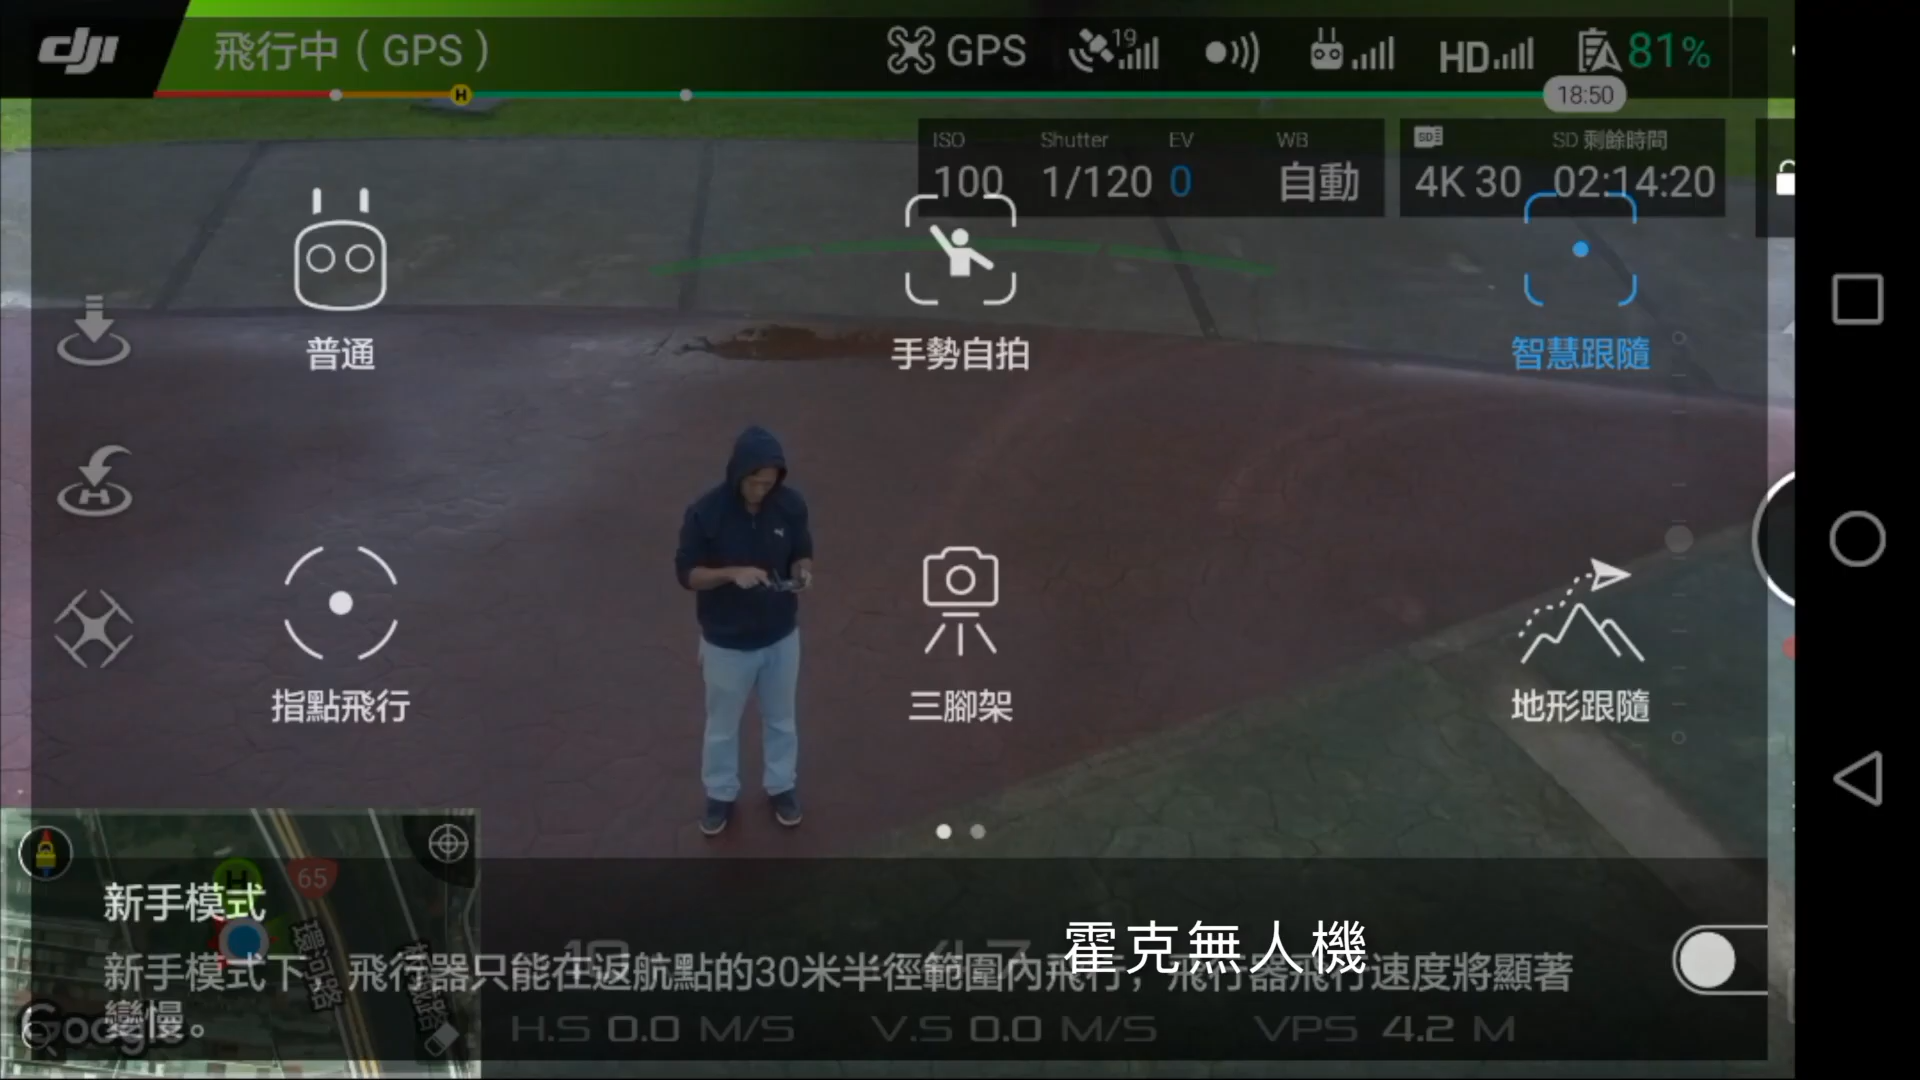 dji
飛行中 ( GPS )
GPS
19
HD
81%
H
18:50
ISO
100
Shutter
1/120
EV
0
WB
自動
SD
4K 30
SD 剩餘時間
02:14:20
普通
手勢自拍
智慧跟隨
指點飛行
三腳架
地形跟隨
H
65
環河路
新手模式
霍克無人機
新手模式下，飛行器只能在返航點的30米半徑範圍內飛行，飛行器飛行速度將顯著
變慢。
Google
H.S 0.0 M/S
V.S 0.0 M/S
VPS 4.2 M